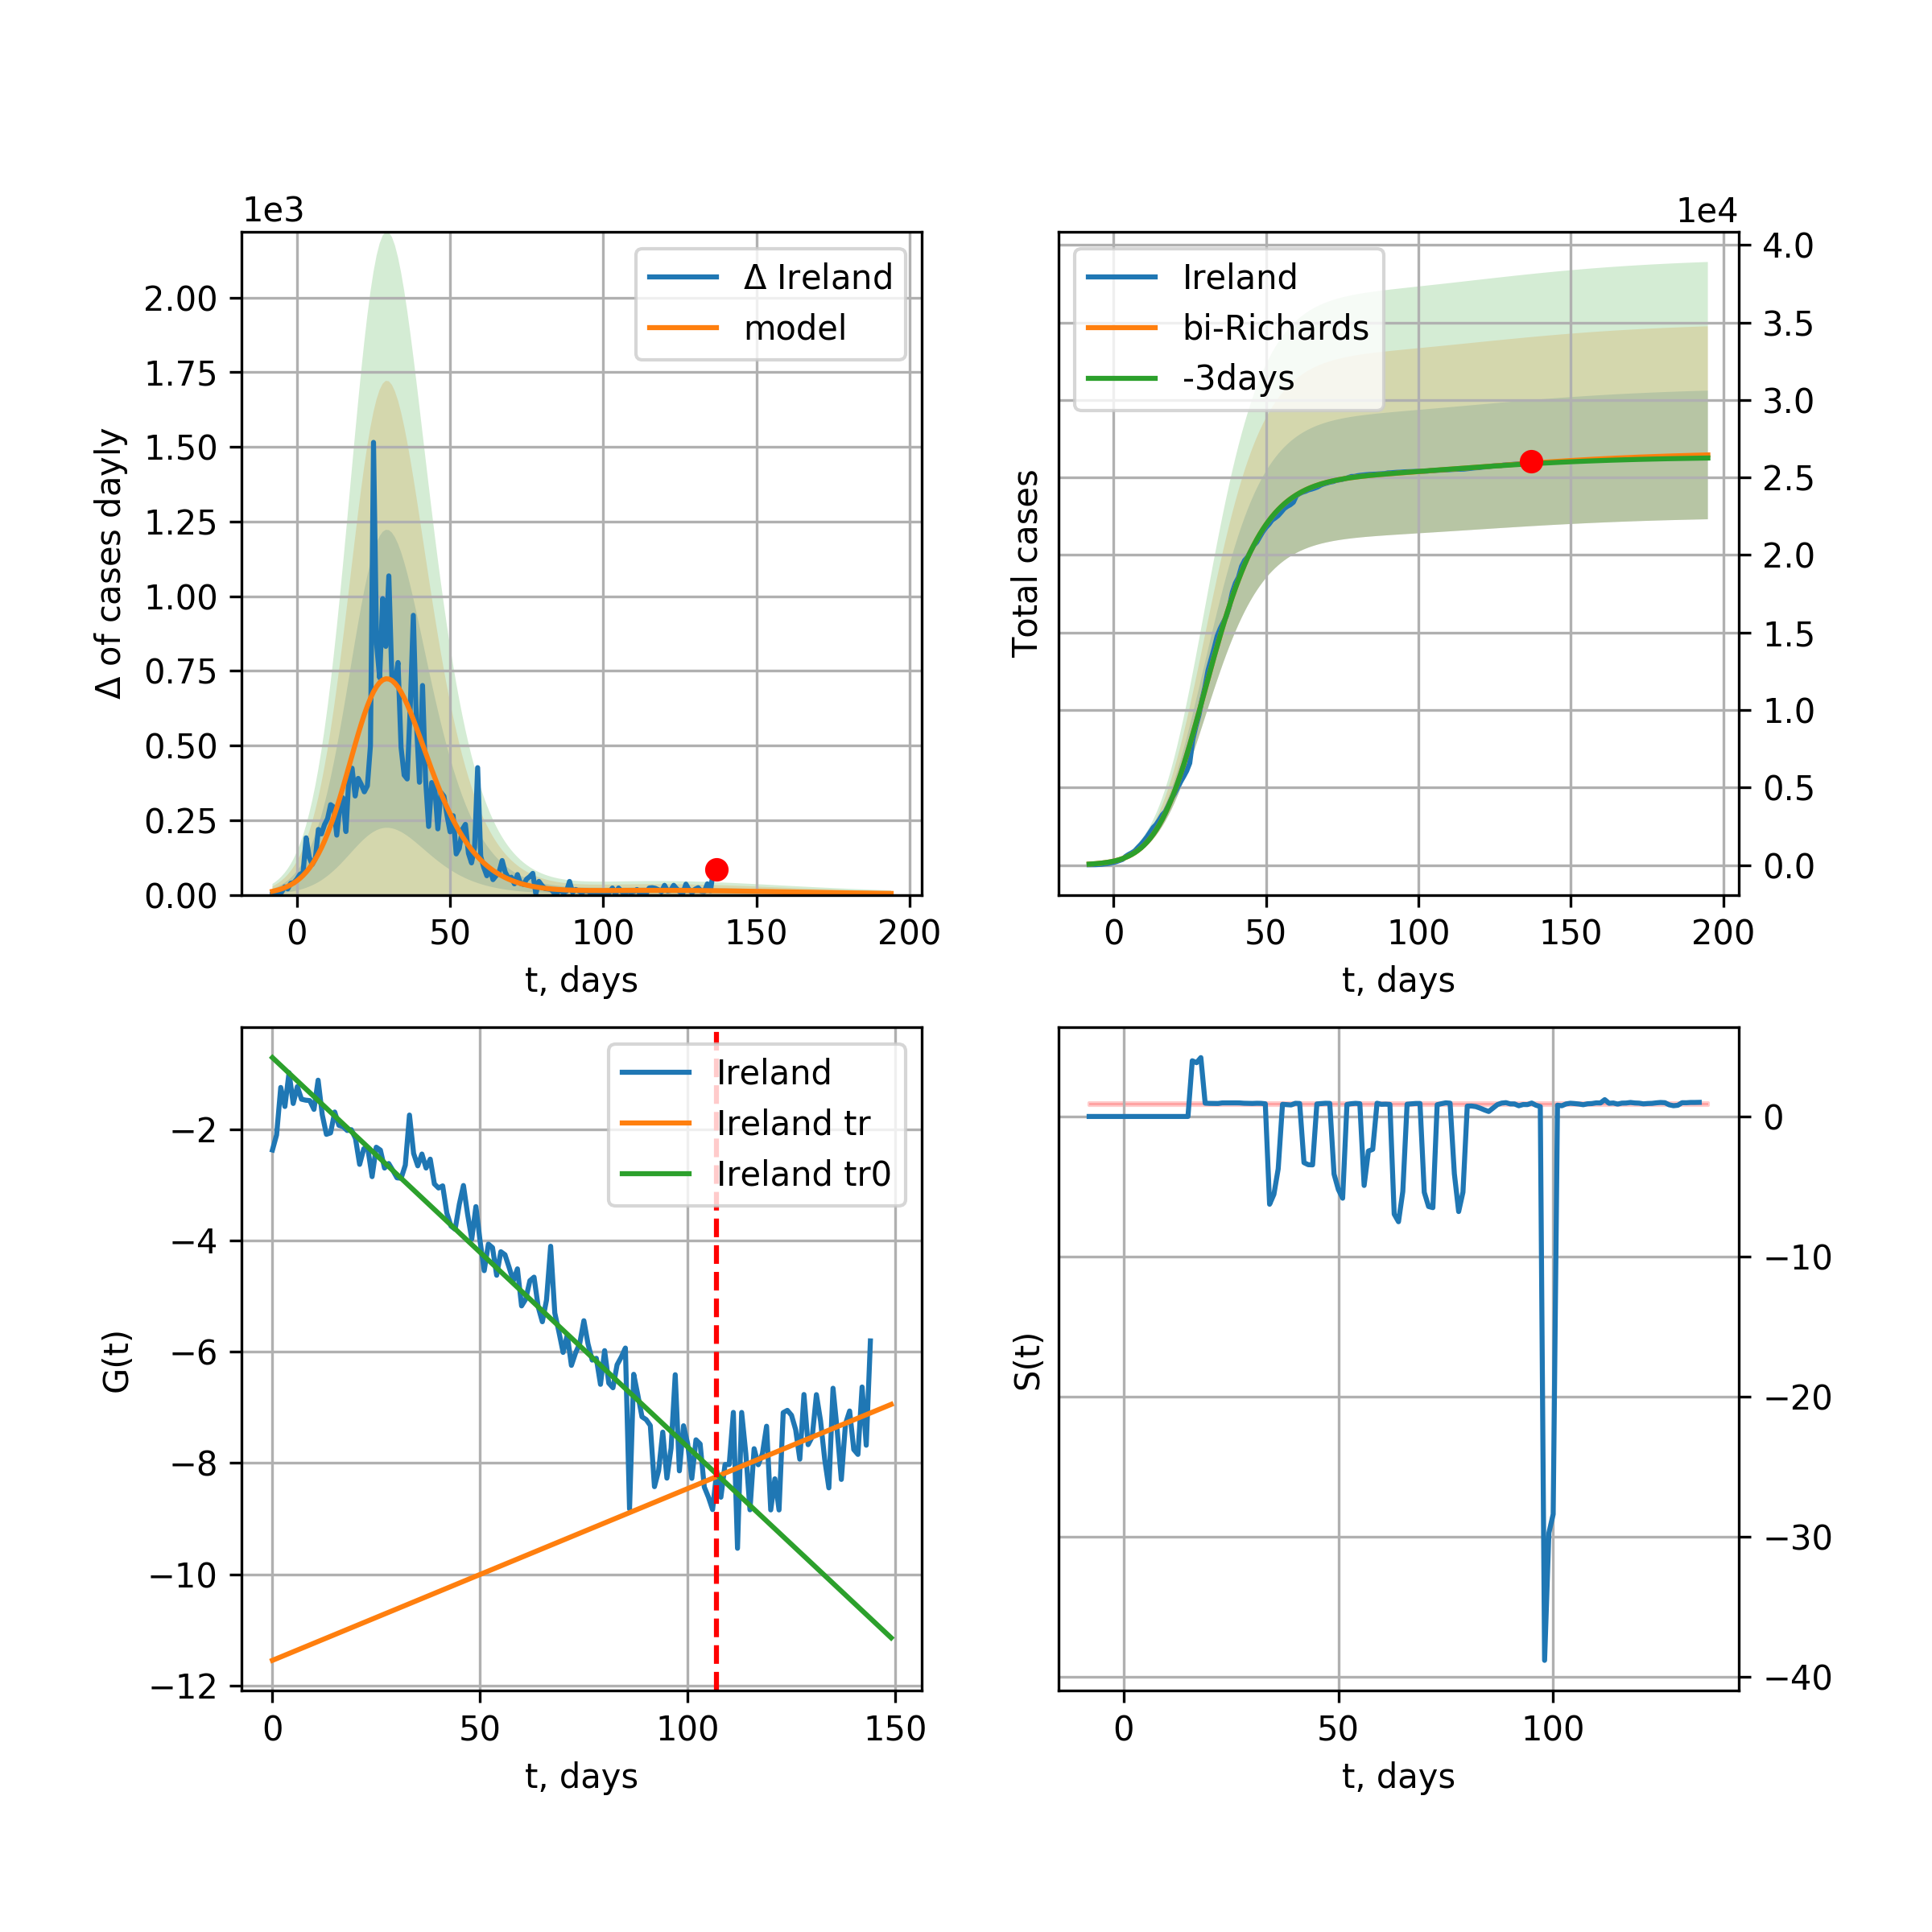 1e3
Δ of cases dayly
2.00
1.75
1.50
1.25
1.00
0.75
0.50
0.25
0.00
Δ Ireland
model
0 50 100 150 200
t, days
1e4
Total cases
Ireland
bi-Richards
-3days
4.0
3.5
3.0
2.5
2.0
1.5
1.0
0.5
0.0
0 50 100 150 200
t, days
G(t)
−2
−4
−6
−8
−10
−12
Ireland
Ireland tr
Ireland tr0
0 50 100 150
t, days
S(t)
0
−10
−20
−30
−40
0 50 100
t, days